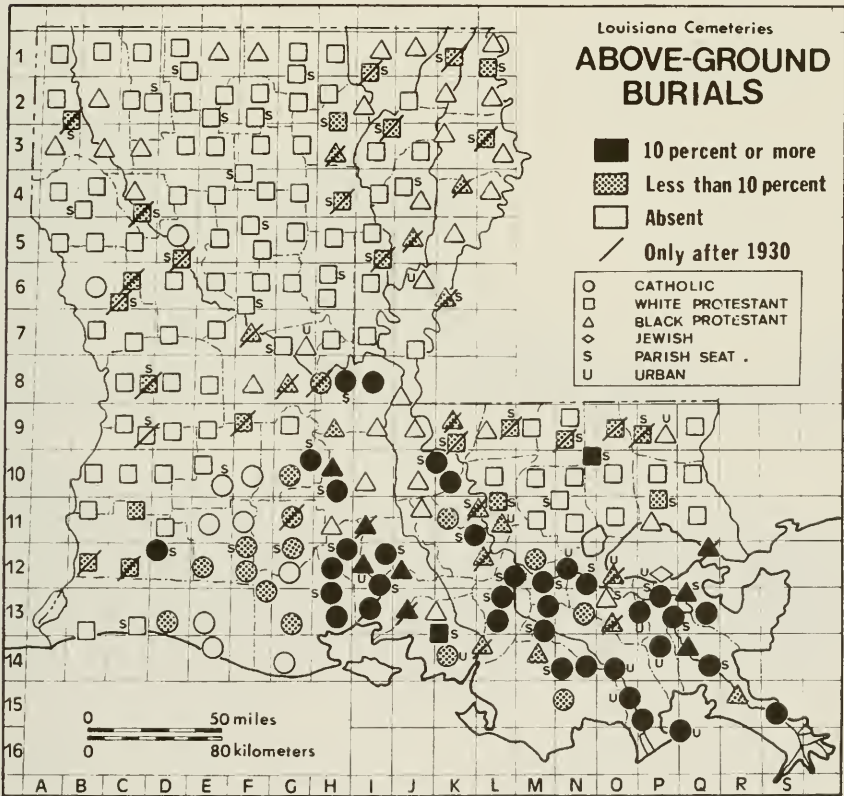 Louisiana Cemeteries
ABOVE-GROUND
BURIALS
10 percent or more
Less than 10 percent
Absent
Only after 1930
CATHOLIC
WHITE PROTESTANT
BLACK PROTESTANT
JEWISH
S PARISH SEAT .
U URBAN
1
2
3
4
5
6
7
8
9
10
11
12
13
14
15
16
0 50 miles
0 80 kilometers
A B C D E F G H I J K L M N O P Q R S